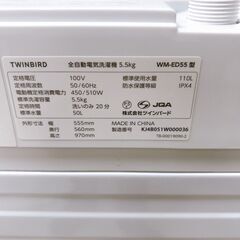 TWINBIRD 全自動電気洗濯機 5.5kg WM-ED55 型
定格電圧 100V 標準使用水量 110L
定格周波数 50/60Hz 防水保護等級 IPX4
電動機定格消費電力 450/510W
標準洗濯容量 5.5kg
定格時間 洗いのみ 20分
標準水量 50L JQA
株式会社ツインバード
外形寸法 幅 555mm
奥行 560mm 製造番号 KJ4B051W000036
高さ 970mm